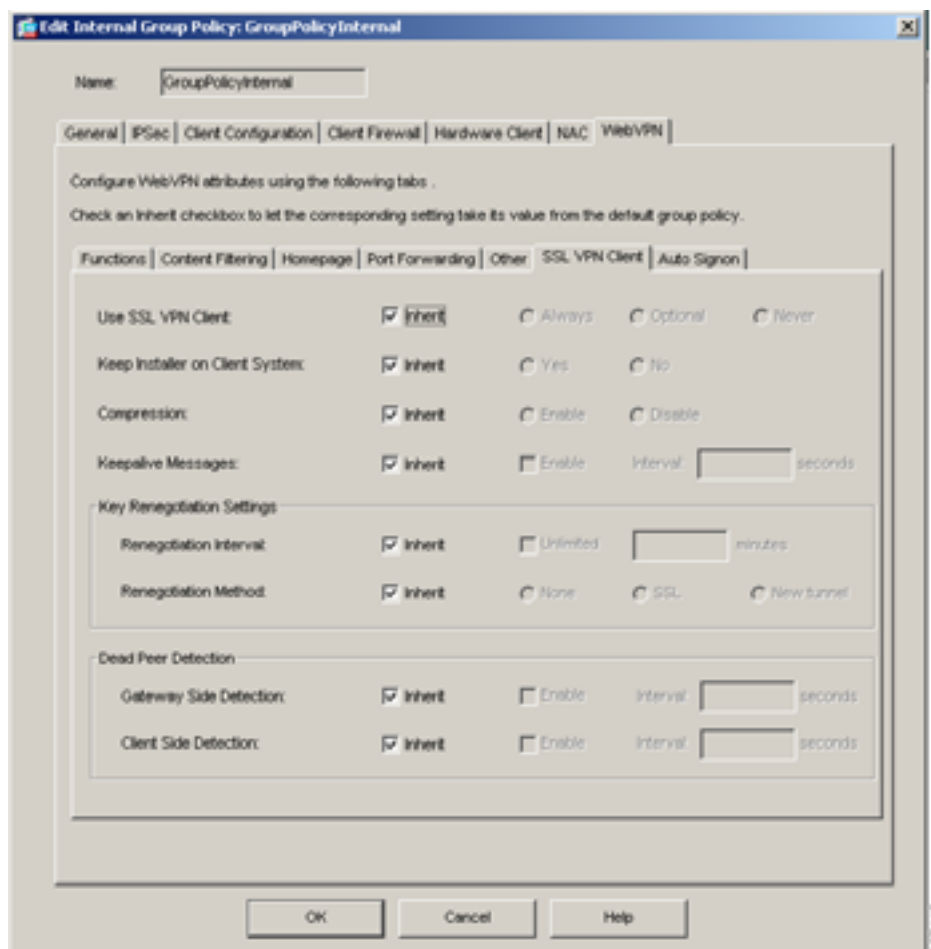 Edit Internal Group Policy: GroupPolicyInternal
Name: GroupPolicyInternal
General IPSec Client Configuration Client Firewall Hardware Client NAC WebVPN
Configure WebVPN attributes using the following tabs .
Check an Inherit checkbox to let the corresponding setting take its value from the default group policy.
Functions Content Filtering Homepage Port Forwarding Other SSL VPN Client Auto Signon
Use SSL VPN Client: Inherit Always Optional Never
Keep Installer on Client System: Inherit Yes No
Compression: Inherit Enable Disable
Keepalive Messages: Inherit Enable Interval: seconds
Key Renegotiation Settings
Renegotiation Interval: Inherit Unlimited minutes
Renegotiation Method: Inherit None SSL New tunnel
Dead Peer Detection
Gateway Side Detection: Inherit Enable Interval: seconds
Client Side Detection: Inherit Enable Interval: seconds
OK Cancel Help